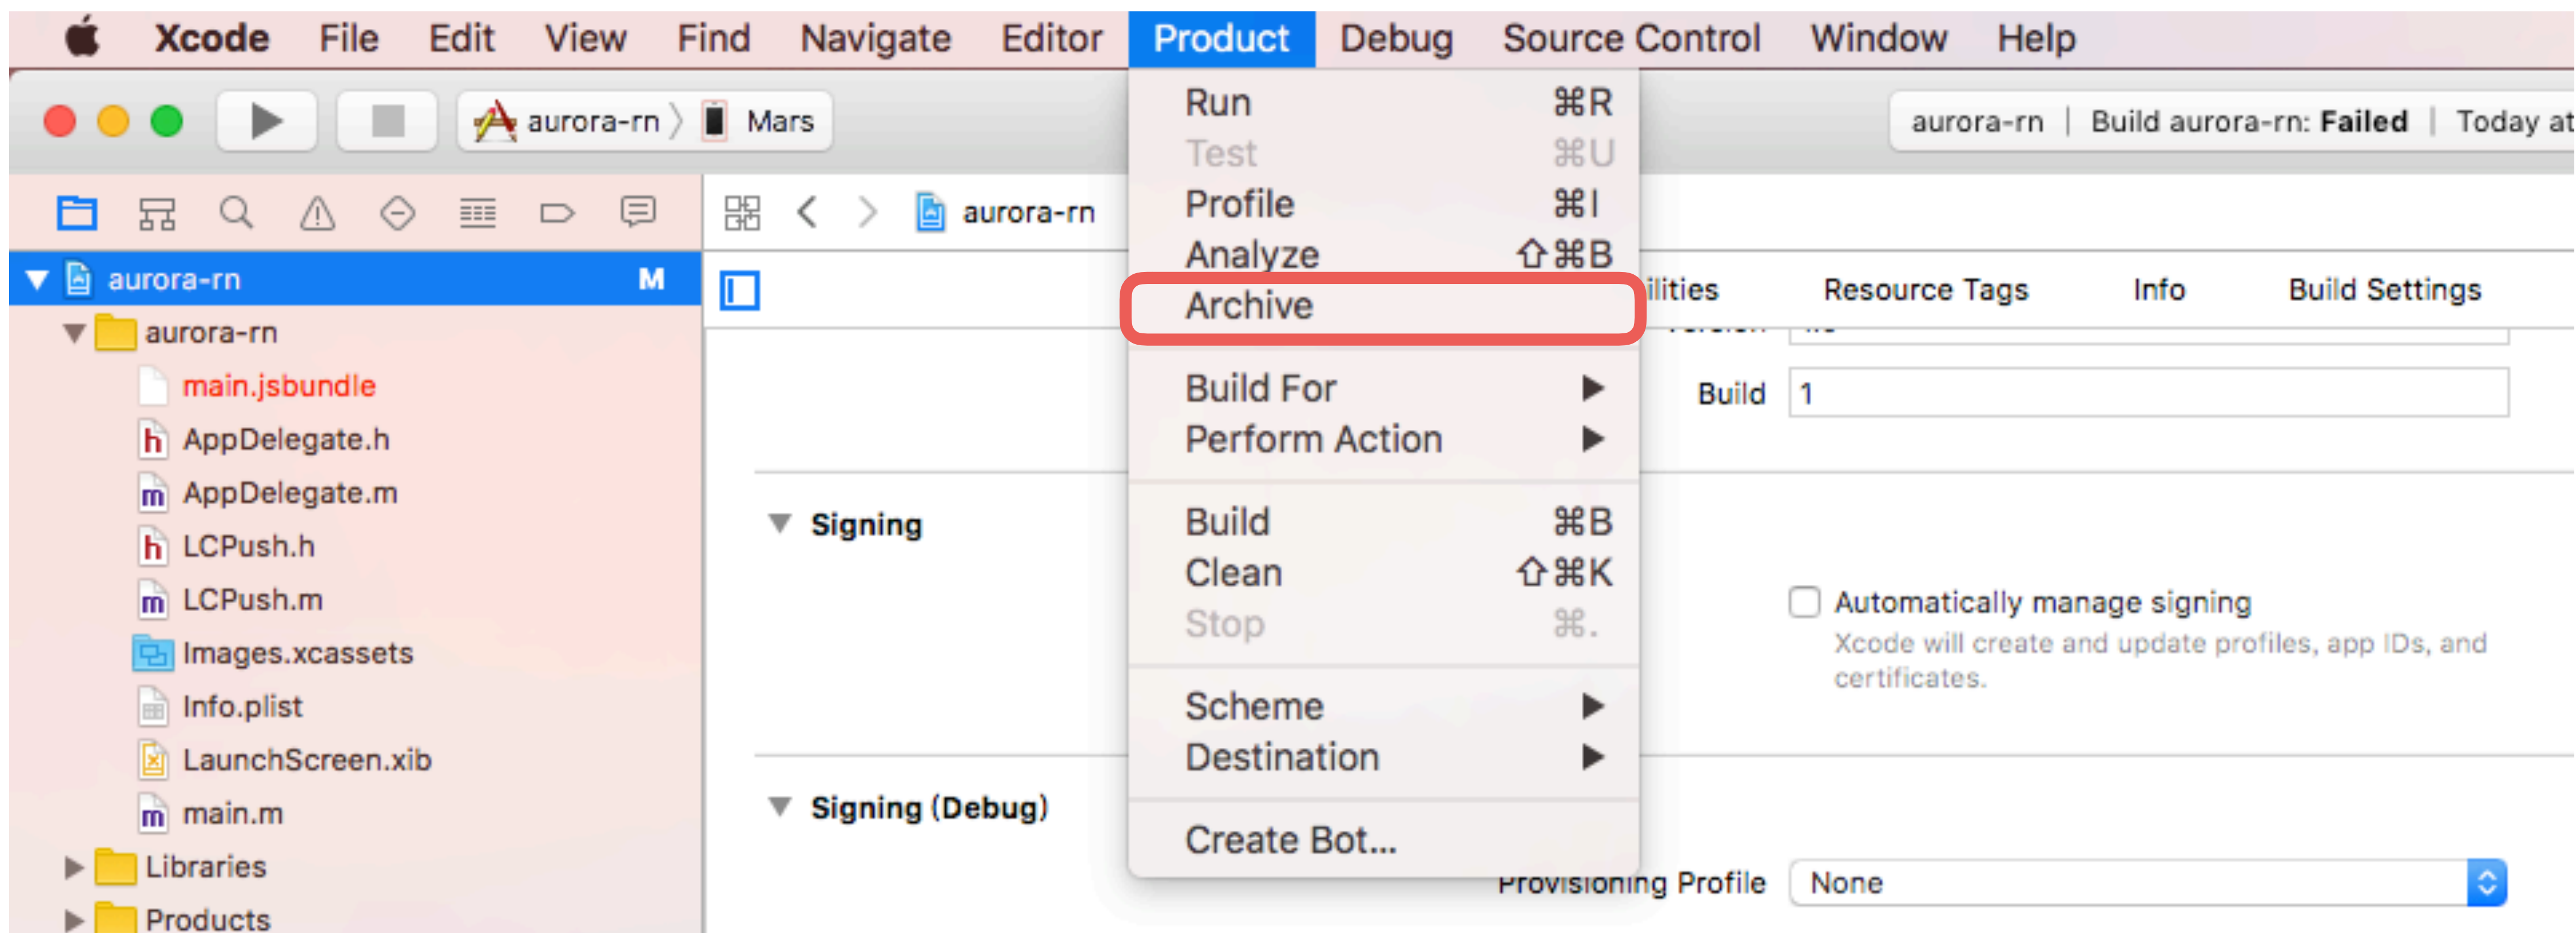 Xcode File Edit View Find Navigate Editor Product Debug Source Control Window Help
aurora-rn Mars
aurora-rn | Build aurora-rn: Failed | Today at
aurora-rn
aurora-rn M
aurora-rn
main.jsbundle
AppDelegate.h
AppDelegate.m
LCPush.h
LCPush.m
Images.xcassets
Info.plist
LaunchScreen.xib
main.m
Libraries
Products
Run ⌘R
Test ⌘U
Profile ⌘I
Analyze ⇧⌘B
Archive
Build For ▶
Perform Action ▶
Build ⌘B
Clean ⇧⌘K
Stop ⌘.
Scheme ▶
Destination ▶
Create Bot...
ilities Resource Tags Info Build Settings
Build 1
Signing
Automatically manage signing
Xcode will create and update profiles, app IDs, and
certificates.
Signing (Debug)
Provisioning Profile None